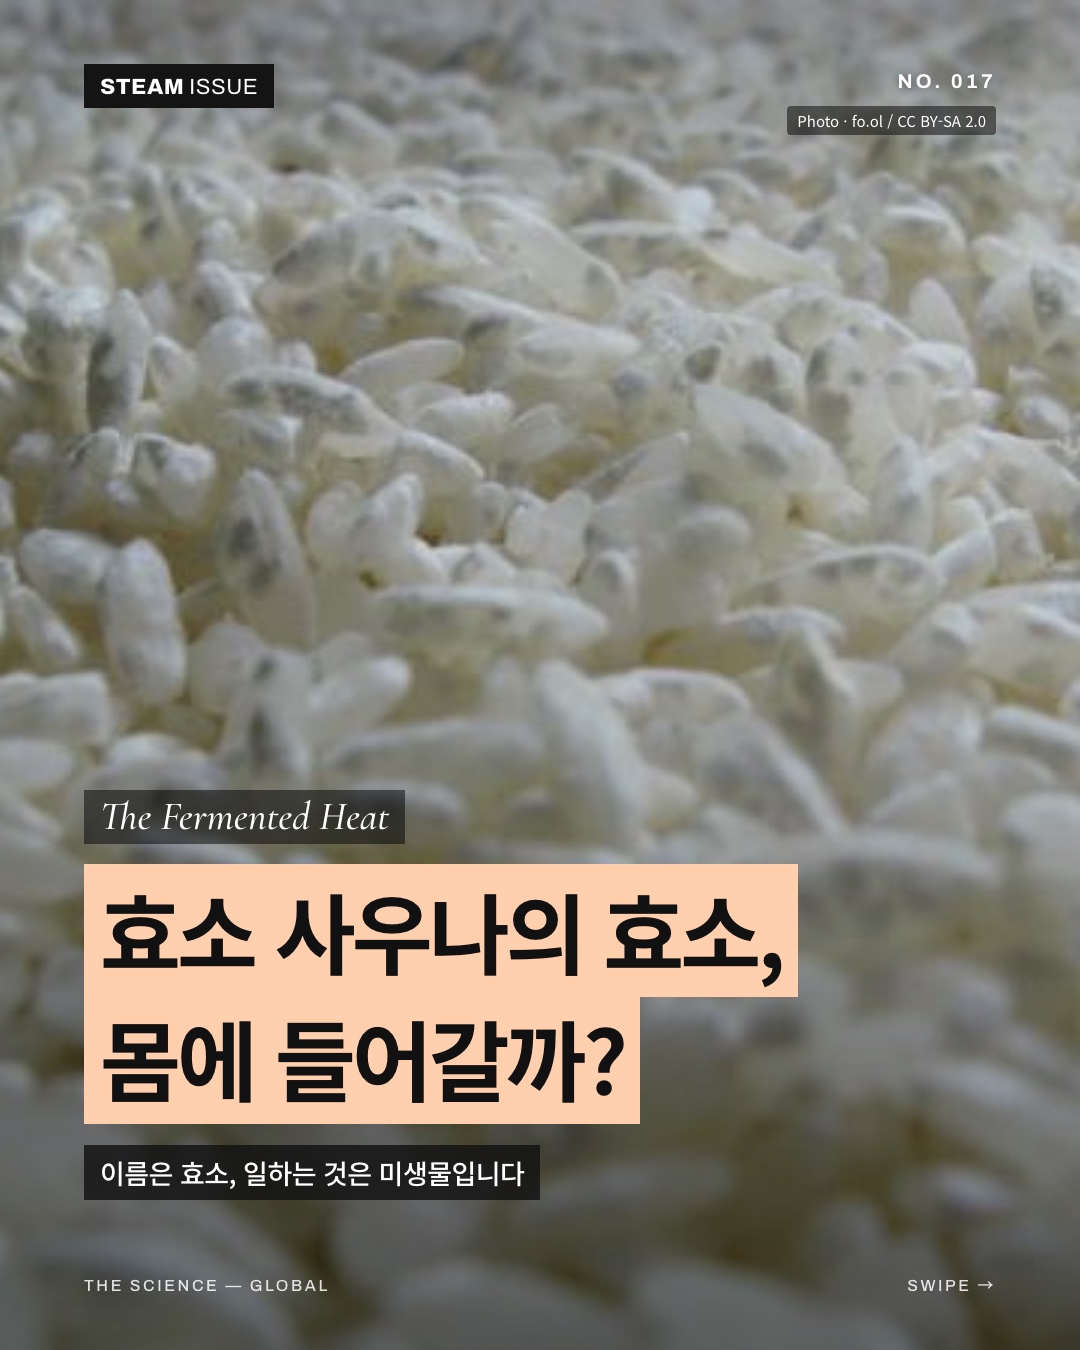 STEAM ISSUE
NO. 017
Photo · fo.ol / CC BY-SA 2.0
The Fermented Heat
효소 사우나의 효소,
몸에 들어갈까?
이름은 효소, 일하는 것은 미생물입니다
THE SCIENCE — GLOBAL
SWIPE →